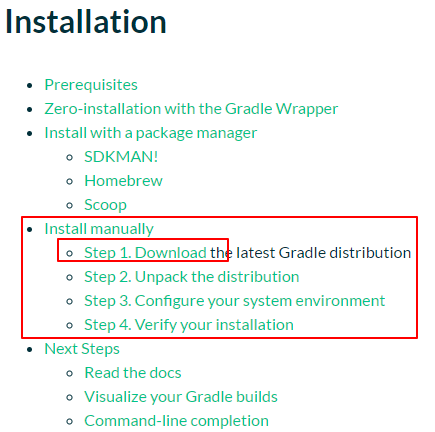 Installation
Prerequisites
Zero-installation with the Gradle Wrapper
Install with a package manager
SDKMAN!
Homebrew
Scoop
Install manually
Step 1. Download the latest Gradle distribution
Step 2. Unpack the distribution
Step 3. Configure your system environment
Step 4. Verify your installation
Next Steps
Read the docs
Visualize your Gradle builds
Command-line completion